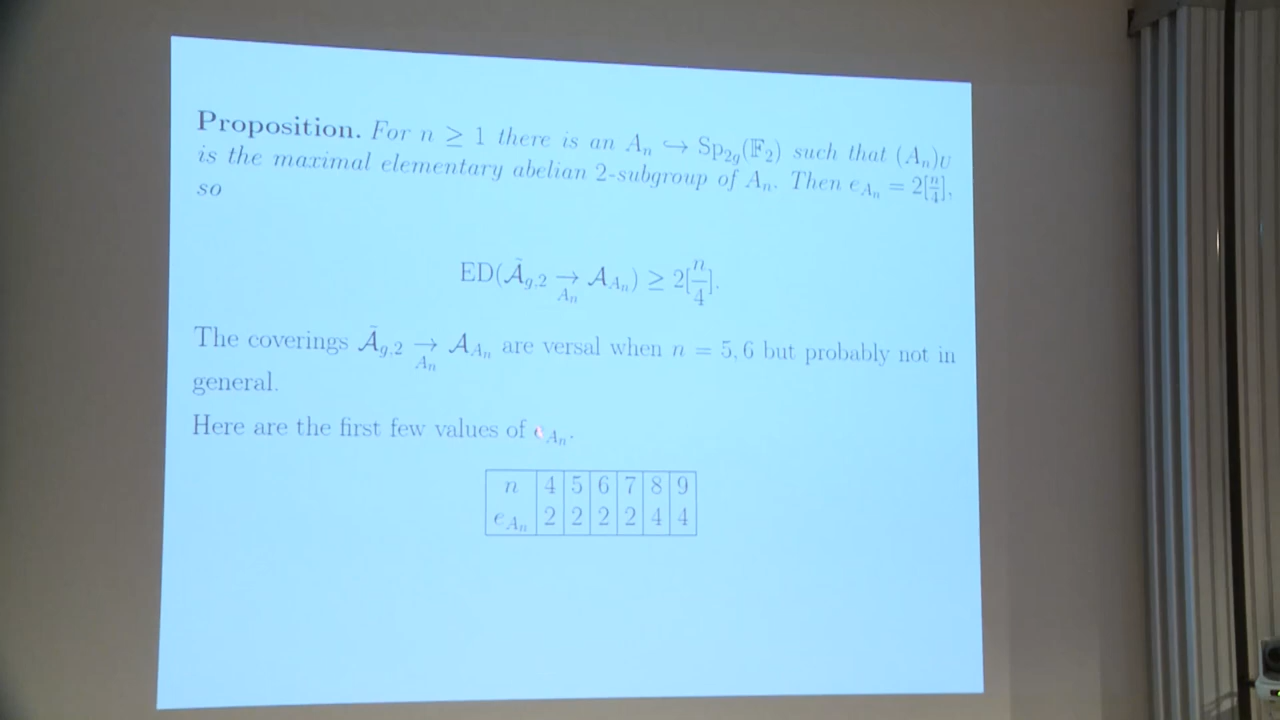 Proposition. For n ≥ 1 there is an A_n ↪ Sp_{2g}(𝔽_2) such that (A_n)_U
is the maximal elementary abelian 2-subgroup of A_n. Then e_{A_n} = 2[n/4],
so
ED(Ã_{g,2} →_{A_n} 𝒜_{A_n}) ≥ 2[n/4].
The coverings Ã_{g,2} →_{A_n} 𝒜_{A_n} are versal when n = 5, 6 but probably not in
general.
Here are the first few values of e_{A_n}.
n 4 5 6 7 8 9
e_{A_n} 2 2 2 2 4 4